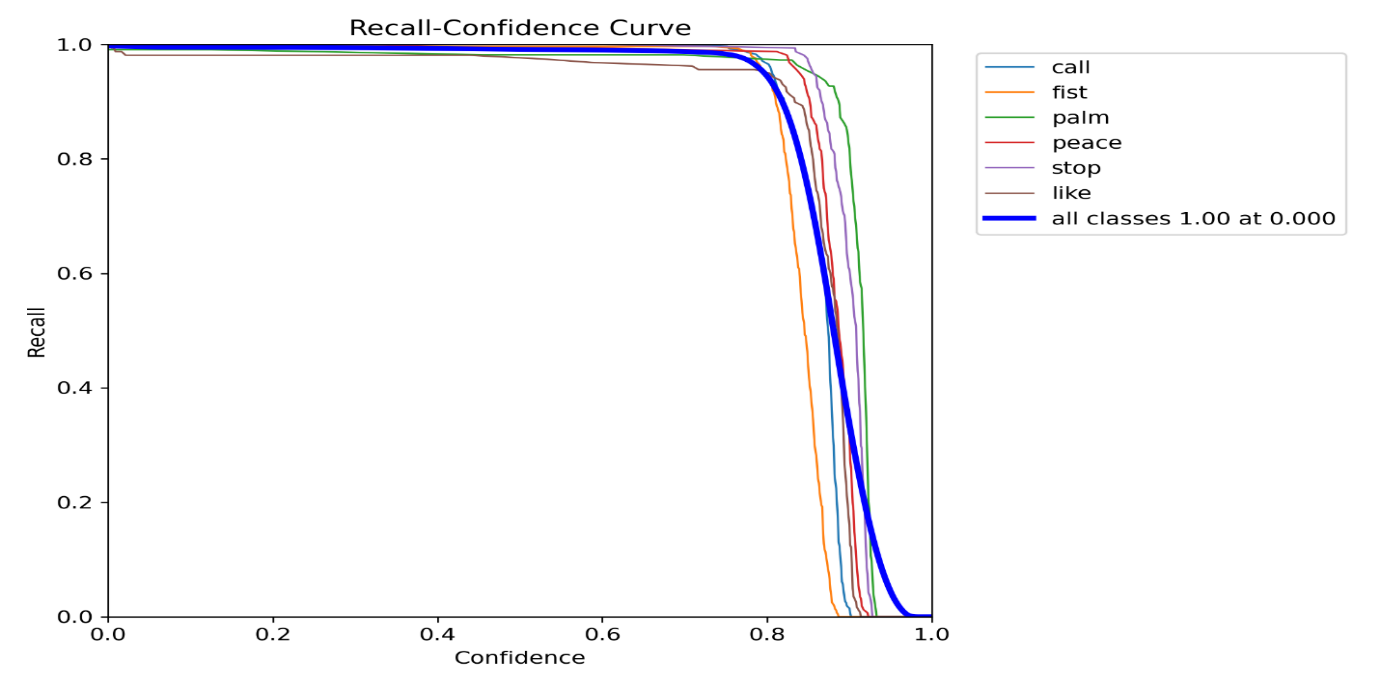 Recall-Confidence Curve
1.0
0.8
0.6
0.4
0.2
0.0
Recall
0.0 0.2 0.4 0.6 0.8 1.0
Confidence
call
fist
palm
peace
stop
like
all classes 1.00 at 0.000